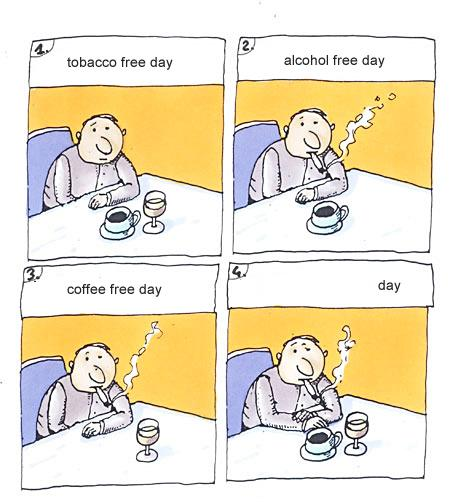 1.
tobacco free day
2.
alcohol free day
3.
coffee free day
4.
day